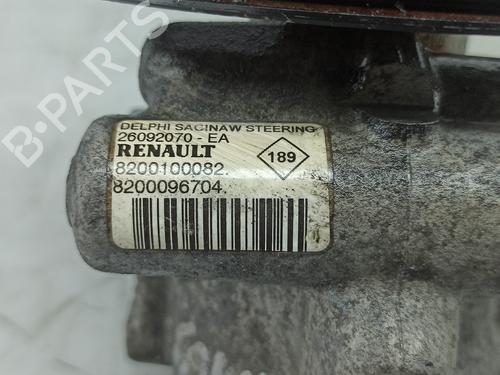 DELPHI SAGINAW STEERING
26092070 - EA
RENAULT
189
8200100082.
8200096704.
B-PARTS